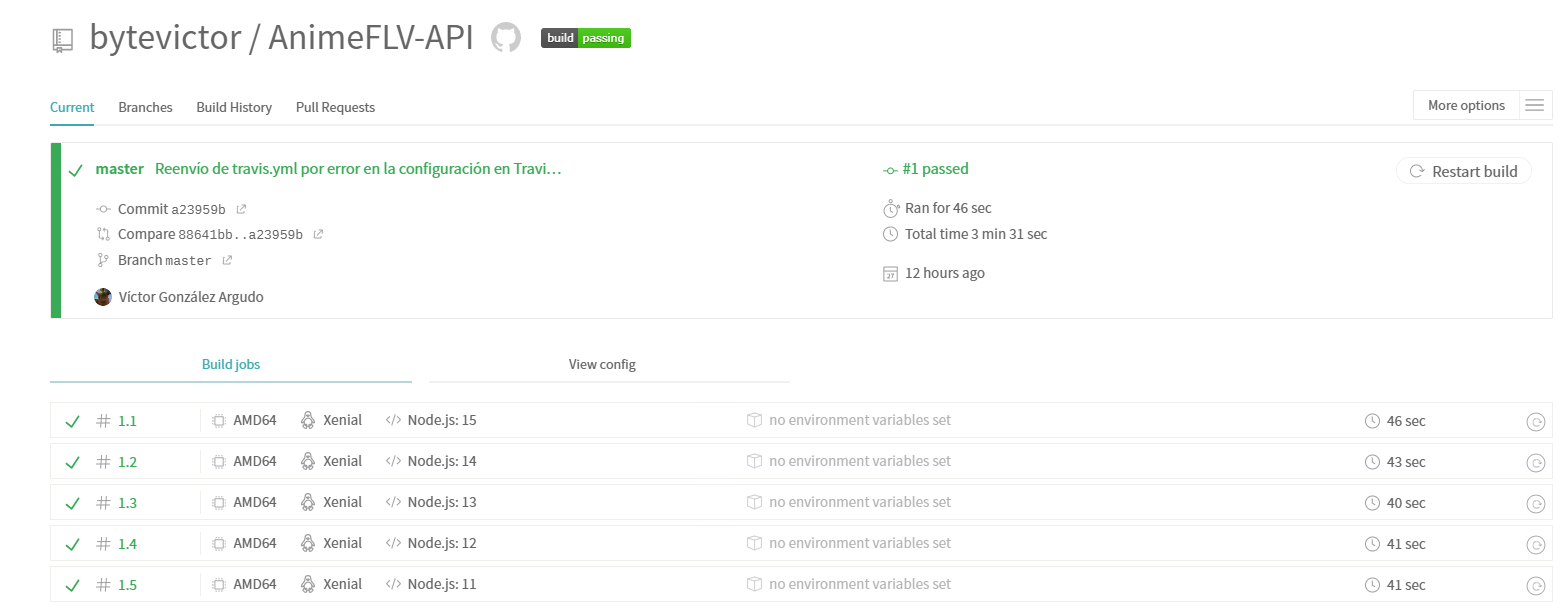 bytevictor / AnimeFLV-API build passing
Current Branches Build History Pull Requests More options
master Reenvío de travis.yml por error en la configuración en Travi… #1 passed Restart build
Commit a23959b Ran for 46 sec
Compare 88641bb..a23959b Total time 3 min 31 sec
Branch master 12 hours ago
Víctor González Argudo
Build jobs View config
# 1.1 AMD64 Xenial </> Node.js: 15 no environment variables set 46 sec
# 1.2 AMD64 Xenial </> Node.js: 14 no environment variables set 43 sec
# 1.3 AMD64 Xenial </> Node.js: 13 no environment variables set 40 sec
# 1.4 AMD64 Xenial </> Node.js: 12 no environment variables set 41 sec
# 1.5 AMD64 Xenial </> Node.js: 11 no environment variables set 41 sec